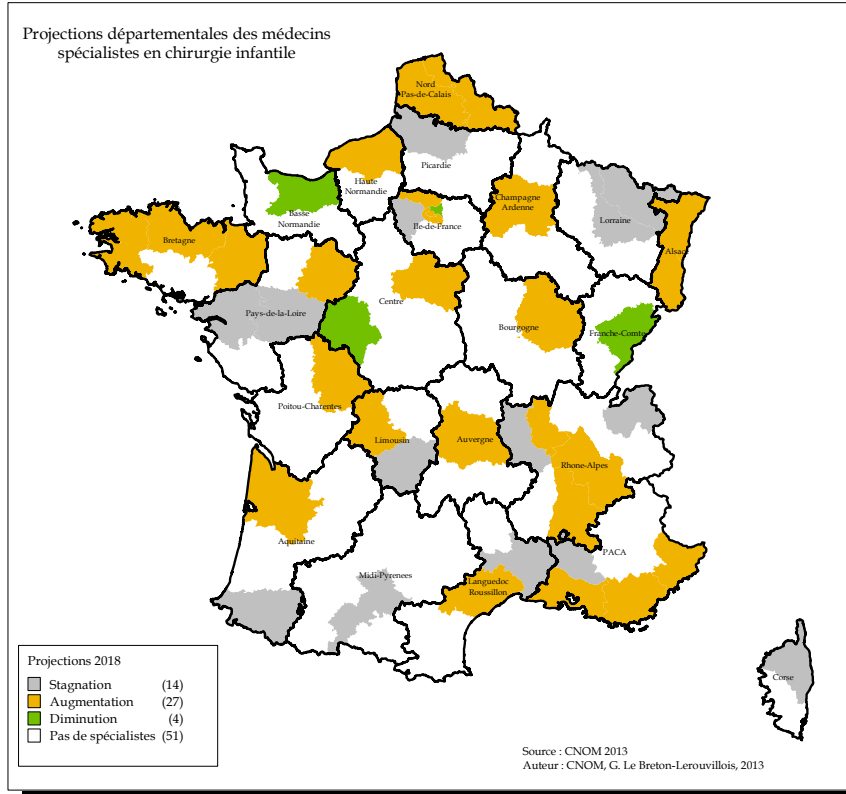 Projections départementales des médecins
spécialistes en chirurgie infantile
Nord
Pas-de-Calais
Picardie
Haute
Normandie
Basse
Normandie
Ile-de-France
Champagne
Ardenne
Lorraine
Alsace
Bretagne
Pays-de-la-Loire
Centre
Bourgogne
Franche-Comte
Poitou-Charentes
Limousin
Auvergne
Rhone-Alpes
Aquitaine
Midi-Pyrenees
Languedoc
Roussillon
PACA
Corse
Projections 2018
Stagnation (14)
Augmentation (27)
Diminution (4)
Pas de spécialistes (51)
Source : CNOM 2013
Auteur : CNOM, G. Le Breton-Lerouvillois, 2013